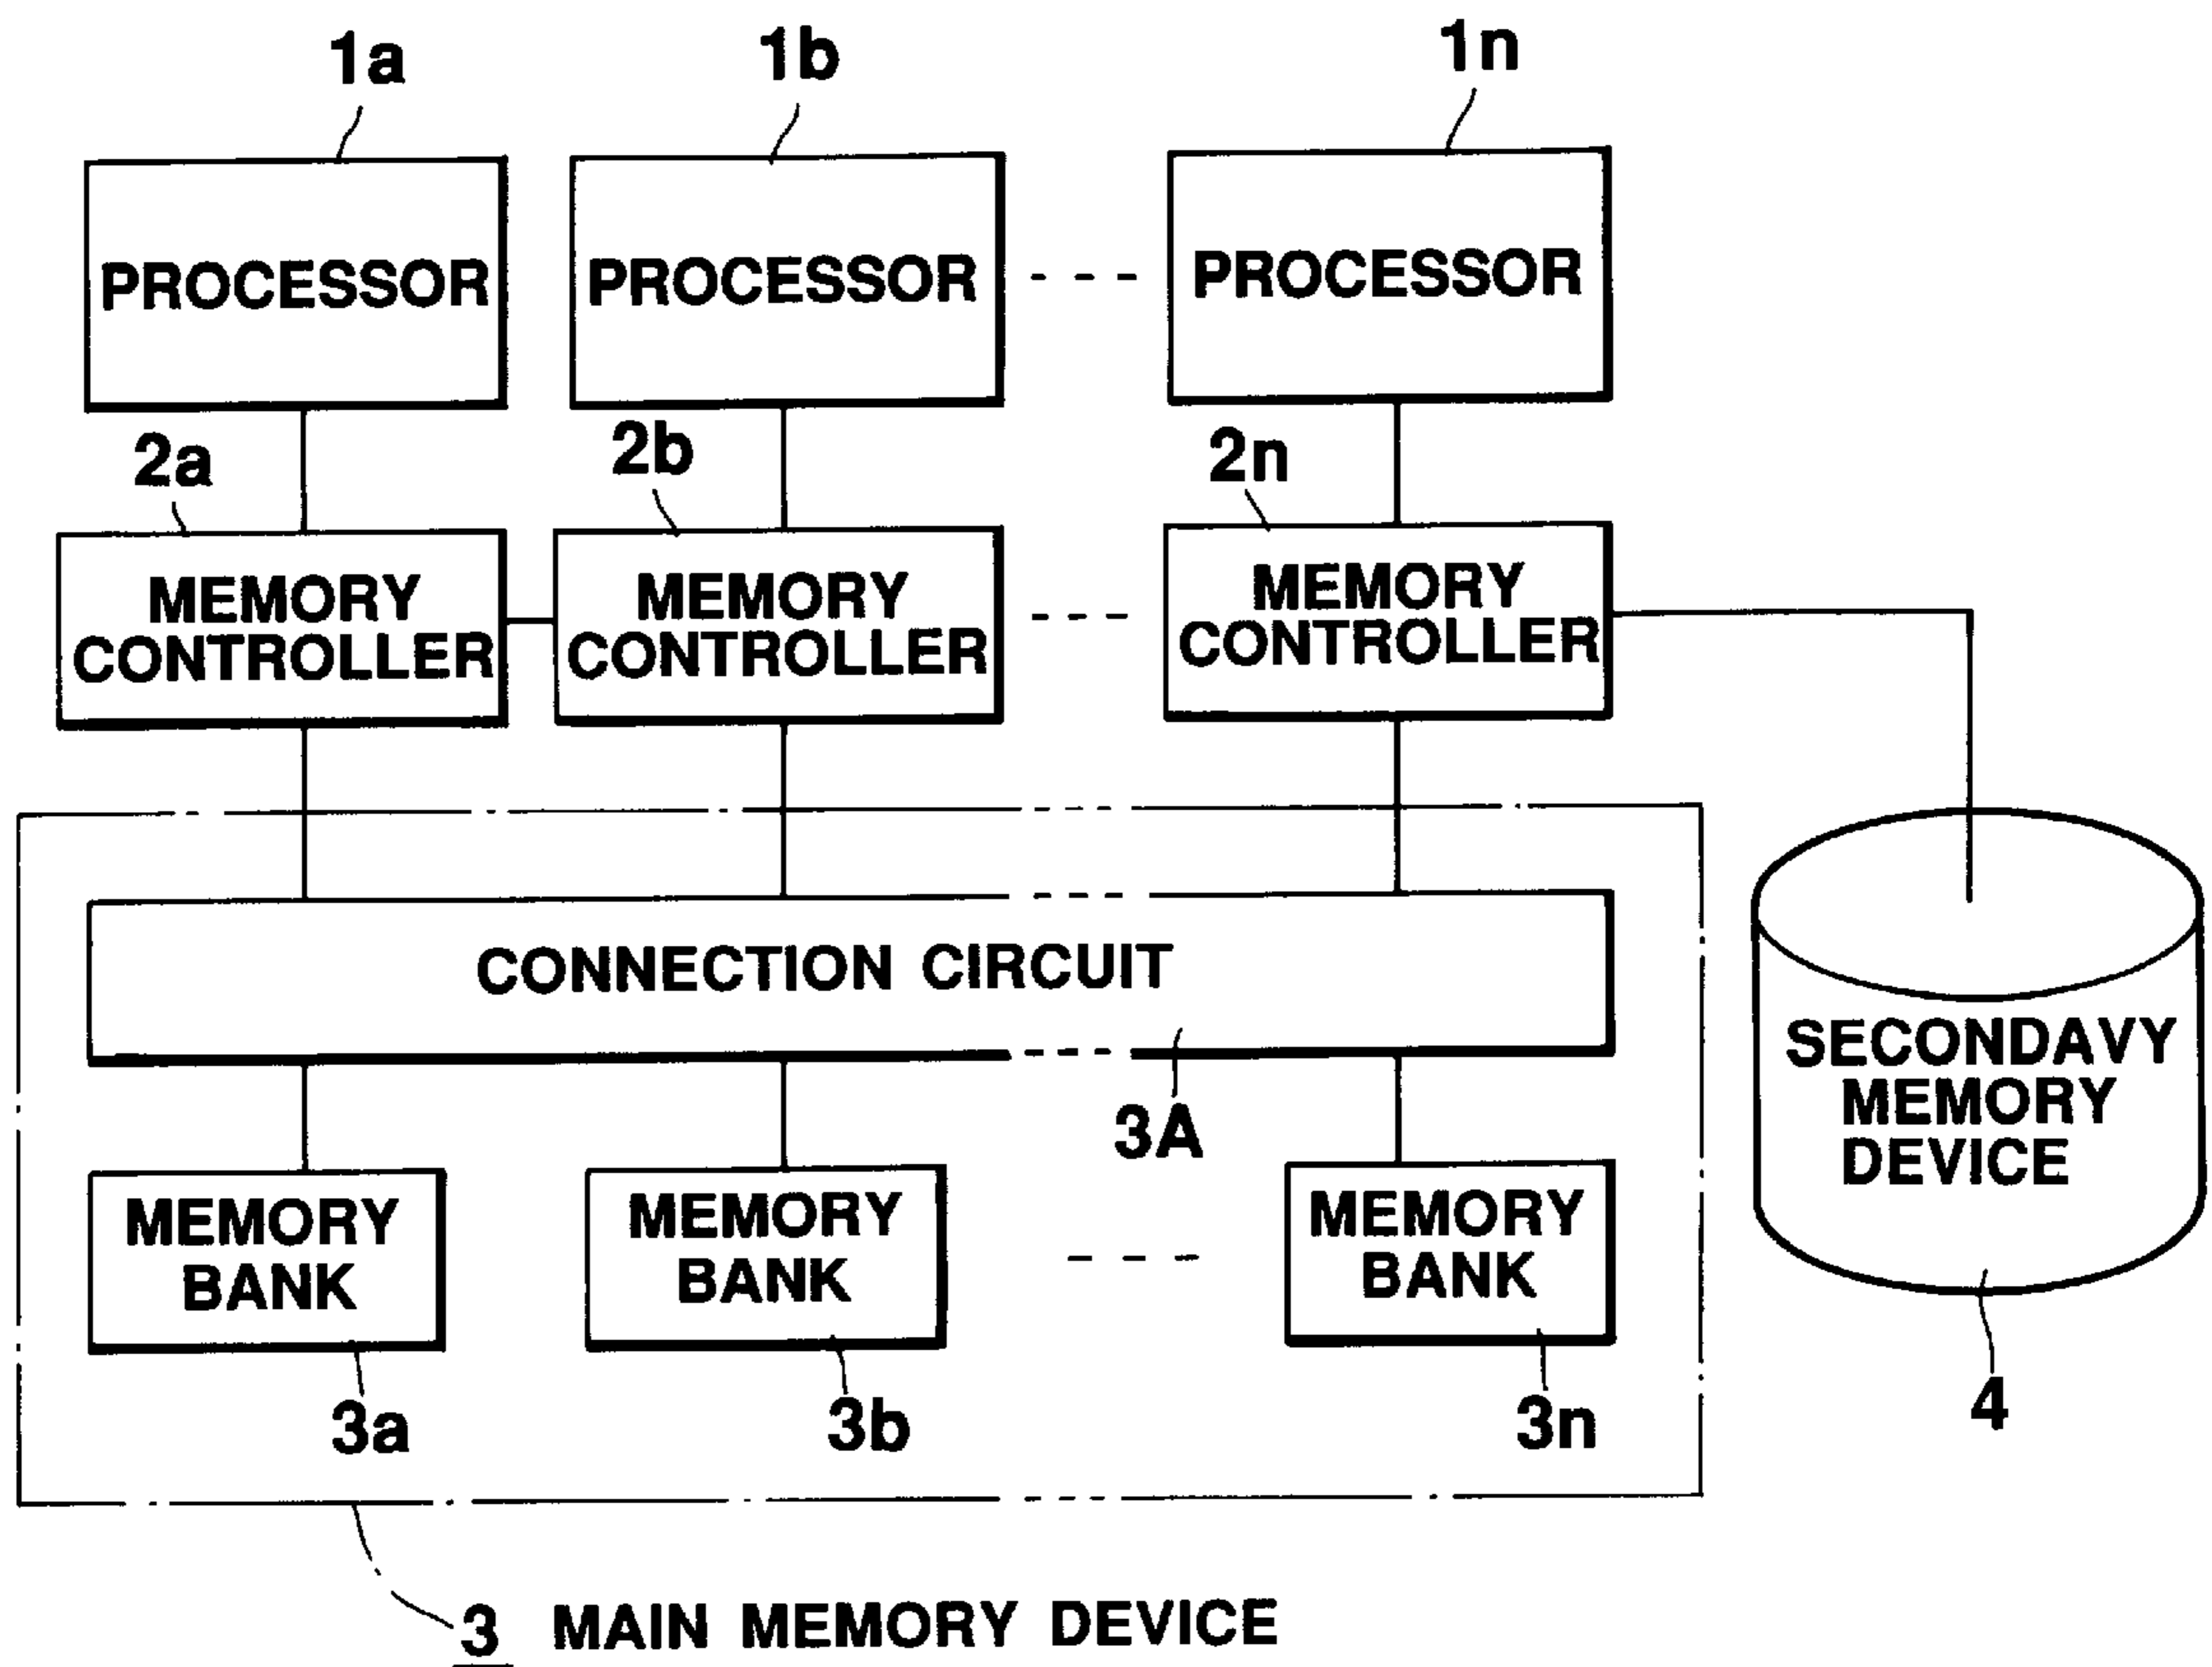 1a
1b
1n
PROCESSOR
PROCESSOR
PROCESSOR
2a
2b
2n
MEMORY
CONTROLLER
MEMORY
CONTROLLER
MEMORY
CONTROLLER
CONNECTION CIRCUIT
3A
SECONDAVY
MEMORY
DEVICE
MEMORY
BANK
MEMORY
BANK
MEMORY
BANK
3a
3b
3n
4
3 MAIN MEMORY DEVICE